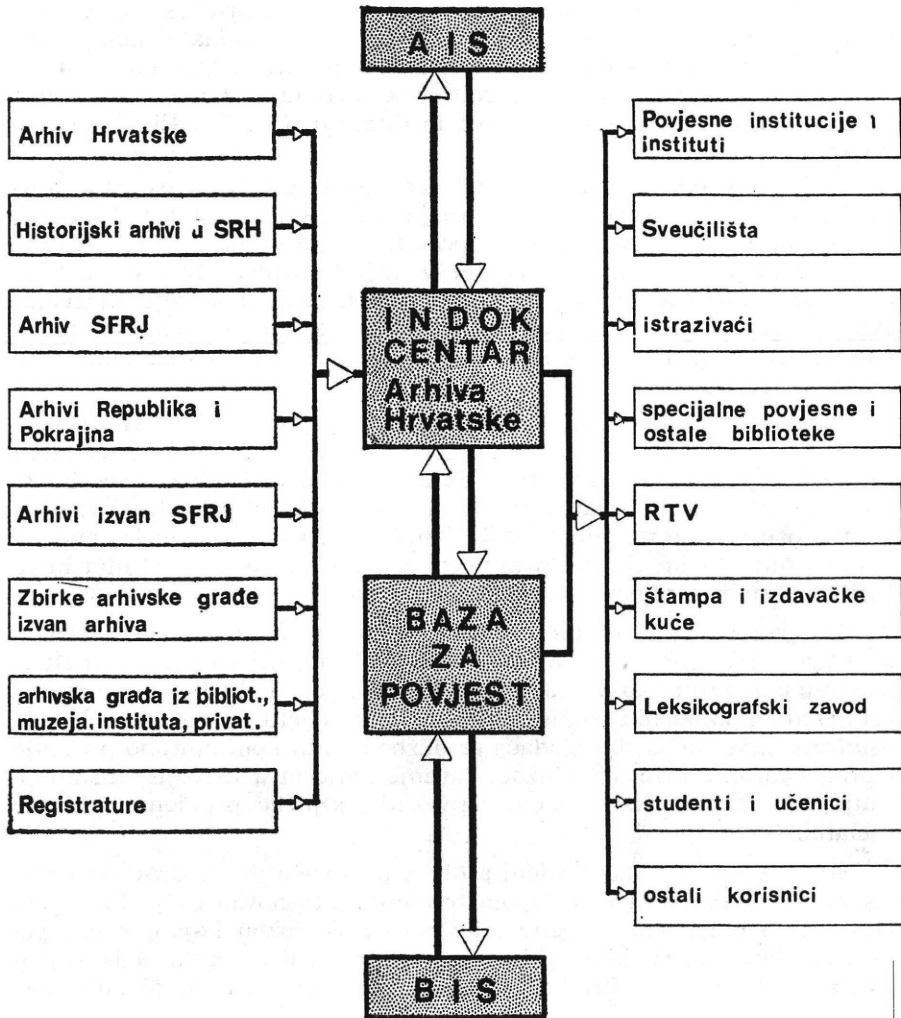 A I S
Arhiv Hrvatske
Historijski arhivi u SRH
Arhiv SFRJ
Arhivi Republika i
Pokrajina
Arhivi izvan SFRJ
Zbirke arhivske građe
izvan arhiva
arhivska građa iz bibliot.,
muzeja. instituta, privat.
Registrature
I N D O K
CENTAR
Arhiva
Hrvatske
BAZA
ZA
POVJEST
B I S
Povjesne institucije i
instituti
Sveučilišta
istrazivaći
specijalne povjesne i
ostale biblioteke
RTV
štampa i izdavačke
kuće
Leksikografski zavod
studenti i učenici
ostali korisnici